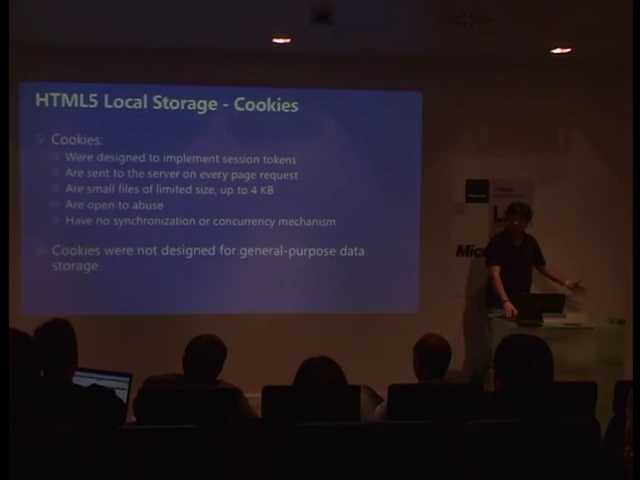 HTML5 Local Storage - Cookies
Cookies:
Were designed to implement session tokens
Are sent to the server on every page request
Are small files of limited size, up to 4 KB
Are open to abuse
Have no synchronization or concurrency mechanism
Cookies were not designed for general-purpose data
storage